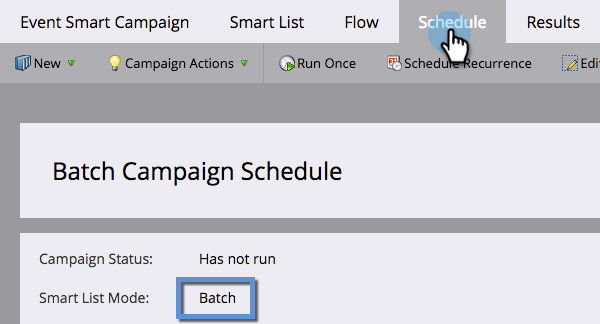 Event Smart Campaign Smart List Flow Schedule Results
New Campaign Actions Run Once Schedule Recurrence Edi
Batch Campaign Schedule
Campaign Status: Has not run
Smart List Mode: Batch